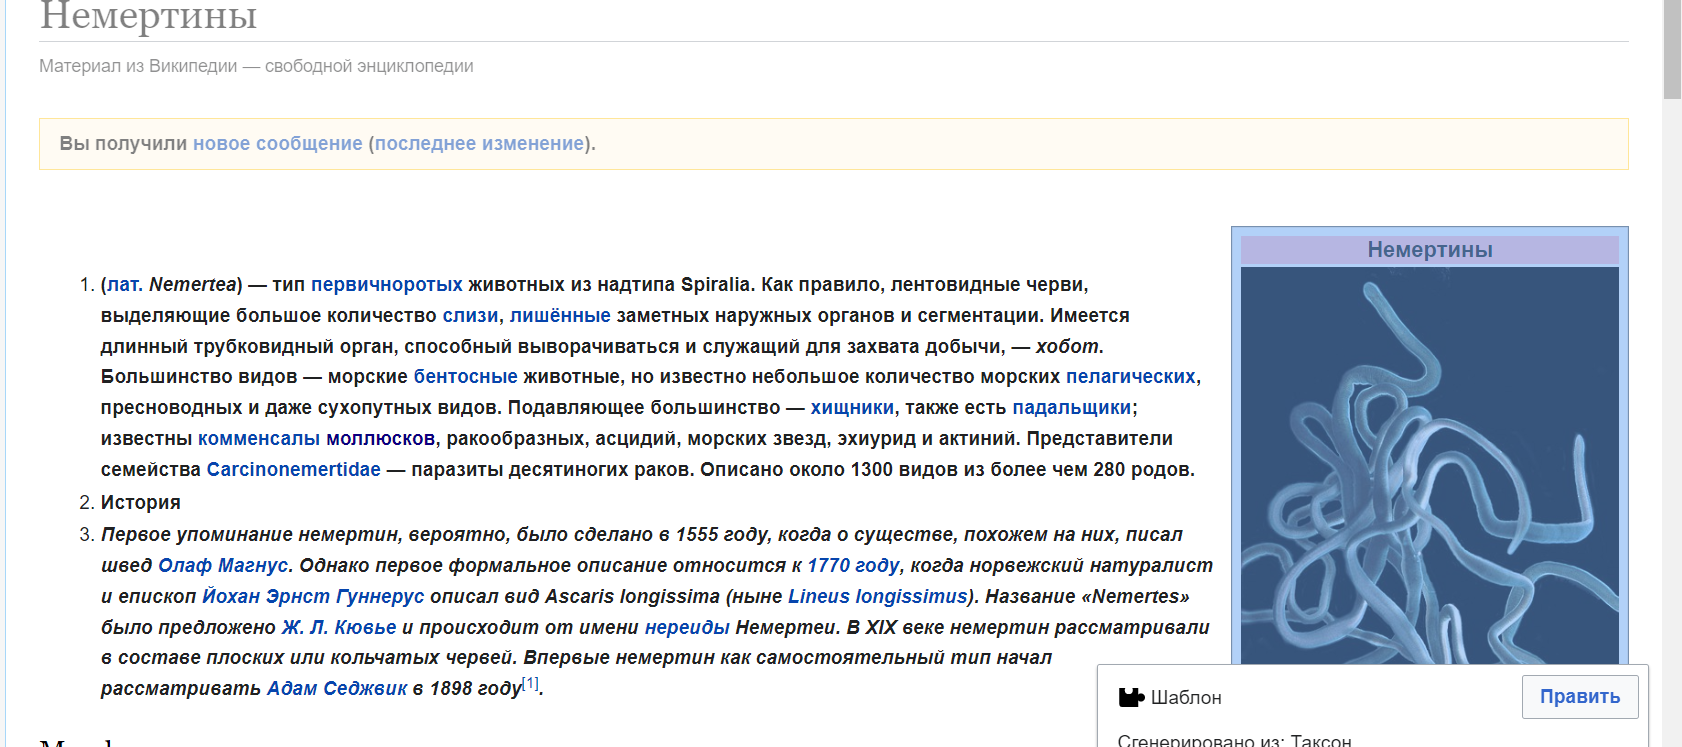 Немертины
Материал из Википедии — свободной энциклопедии
Вы получили новое сообщение (последнее изменение).
Немертины
1. (лат. Nemertea) — тип первичноротых животных из надтипа Spiralia. Как правило, лентовидные черви,
выделяющие большое количество слизи, лишённые заметных наружных органов и сегментации. Имеется
длинный трубковидный орган, способный выворачиваться и служащий для захвата добычи, — хобот.
Большинство видов — морские бентосные животные, но известно небольшое количество морских пелагических,
пресноводных и даже сухопутных видов. Подавляющее большинство — хищники, также есть падальщики;
известны комменсалы моллюсков, ракообразных, асцидий, морских звезд, эхиурид и актиний. Представители
семейства Carcinonemertidae — паразиты десятиногих раков. Описано около 1300 видов из более чем 280 родов.
2. История
3. Первое упоминание немертин, вероятно, было сделано в 1555 году, когда о существе, похожем на них, писал
швед Олаф Магнус. Однако первое формальное описание относится к 1770 году, когда норвежский натуралист
и епископ Йохан Эрнст Гуннерус описал вид Ascaris longissima (ныне Lineus longissimus). Название «Nemertes»
было предложено Ж. Л. Кювье и происходит от имени нереиды Немертеи. В XIX веке немертин рассматривали
в составе плоских или кольчатых червей. Впервые немертин как самостоятельный тип начал
рассматривать Адам Седжвик в 1898 году[1].
Шаблон
Править
Сгенерировано из: Таксон